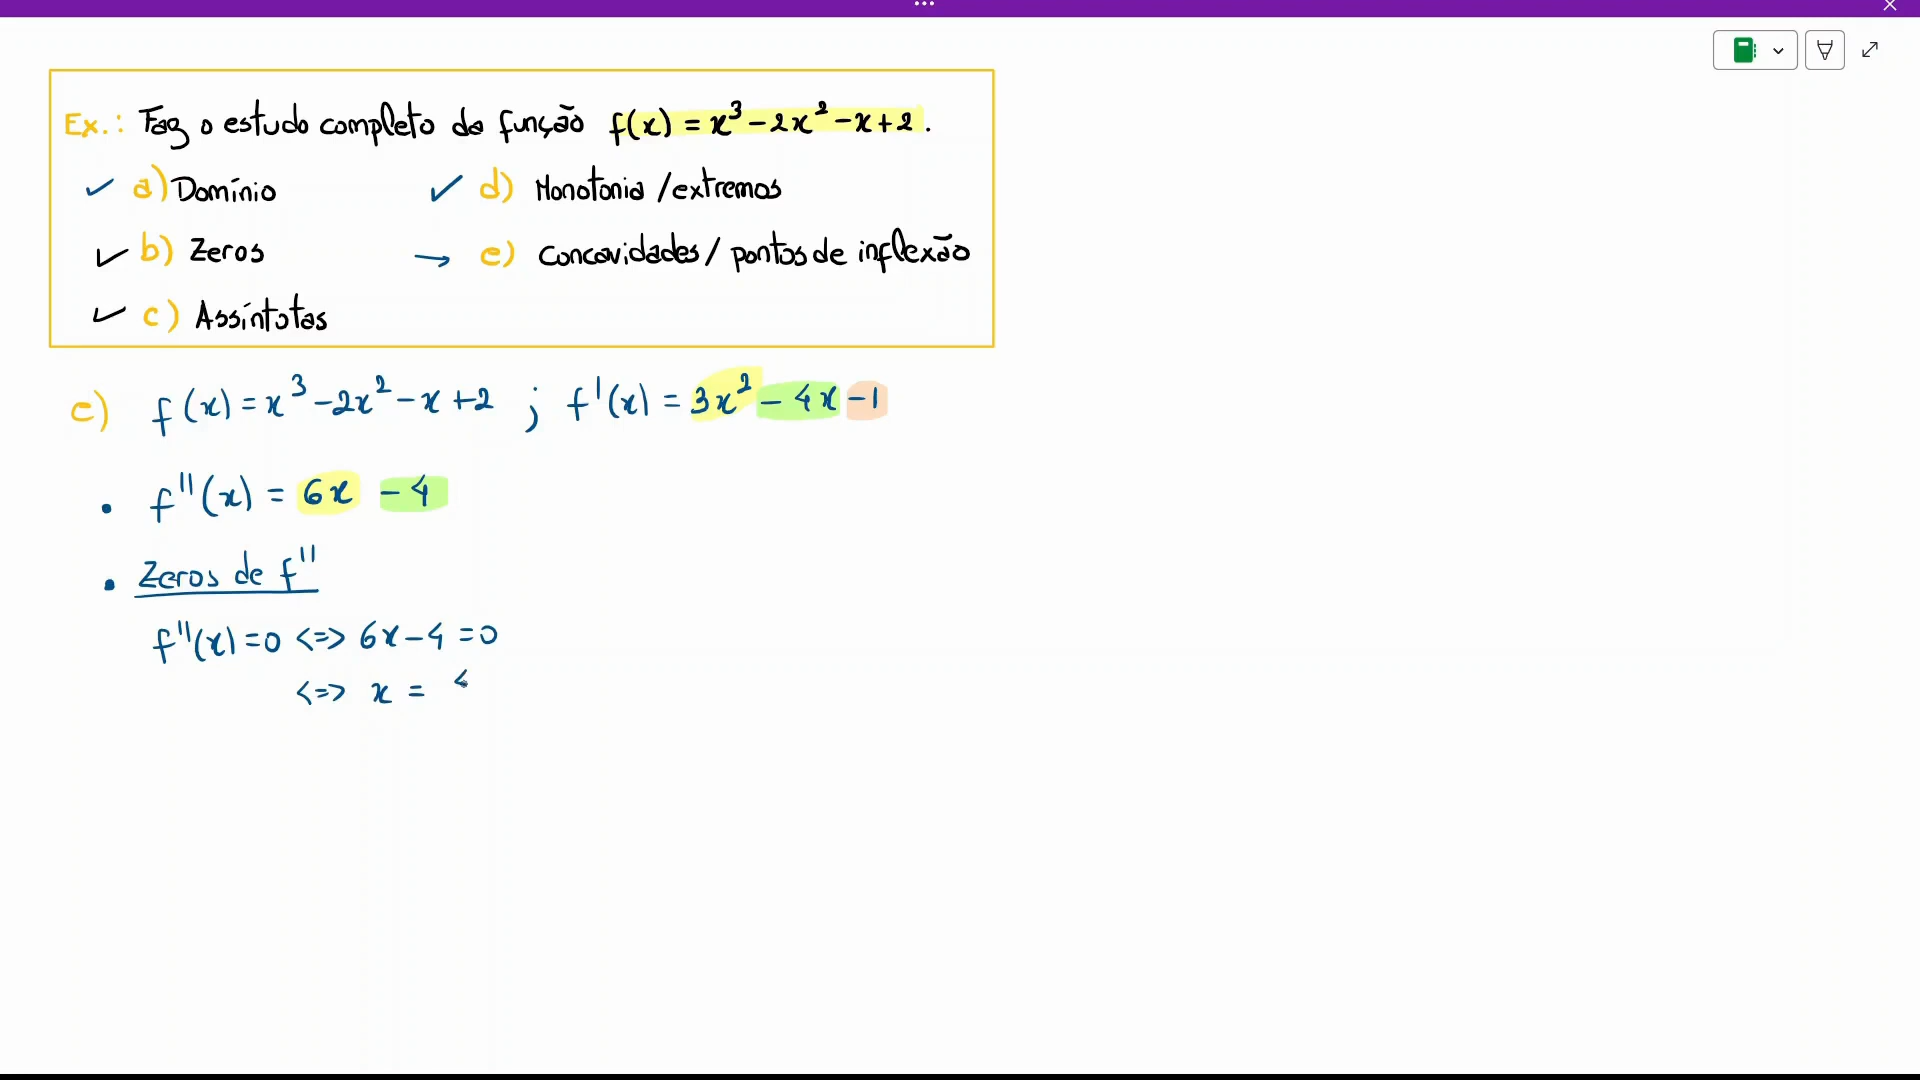 Ex.: Faz o estudo completo da função f(x) = x³ − 2x² − x + 2.
a) Domínio
d) Monotonia / extremos
b) Zeros
e) Concavidades / pontos de inflexão
c) Assíntotas
e) f(x) = x³ − 2x² − x + 2 ; f'(x) = 3x² − 4x − 1
• f''(x) = 6x − 4
• Zeros de f''
f''(x) = 0 <=> 6x − 4 = 0
<=> x =